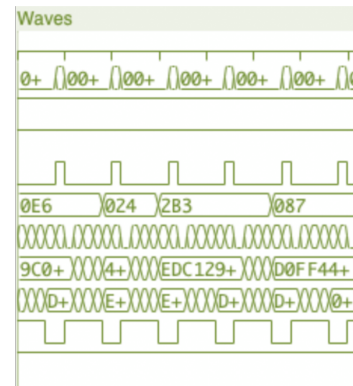 Waves
0+ 00+ 00+ 00+ 00+ 00+
0E6 024 2B3 087
9C0+ 4+ EDC129+ D0FF44+
D+ E+ E+ D+ D+ 0+